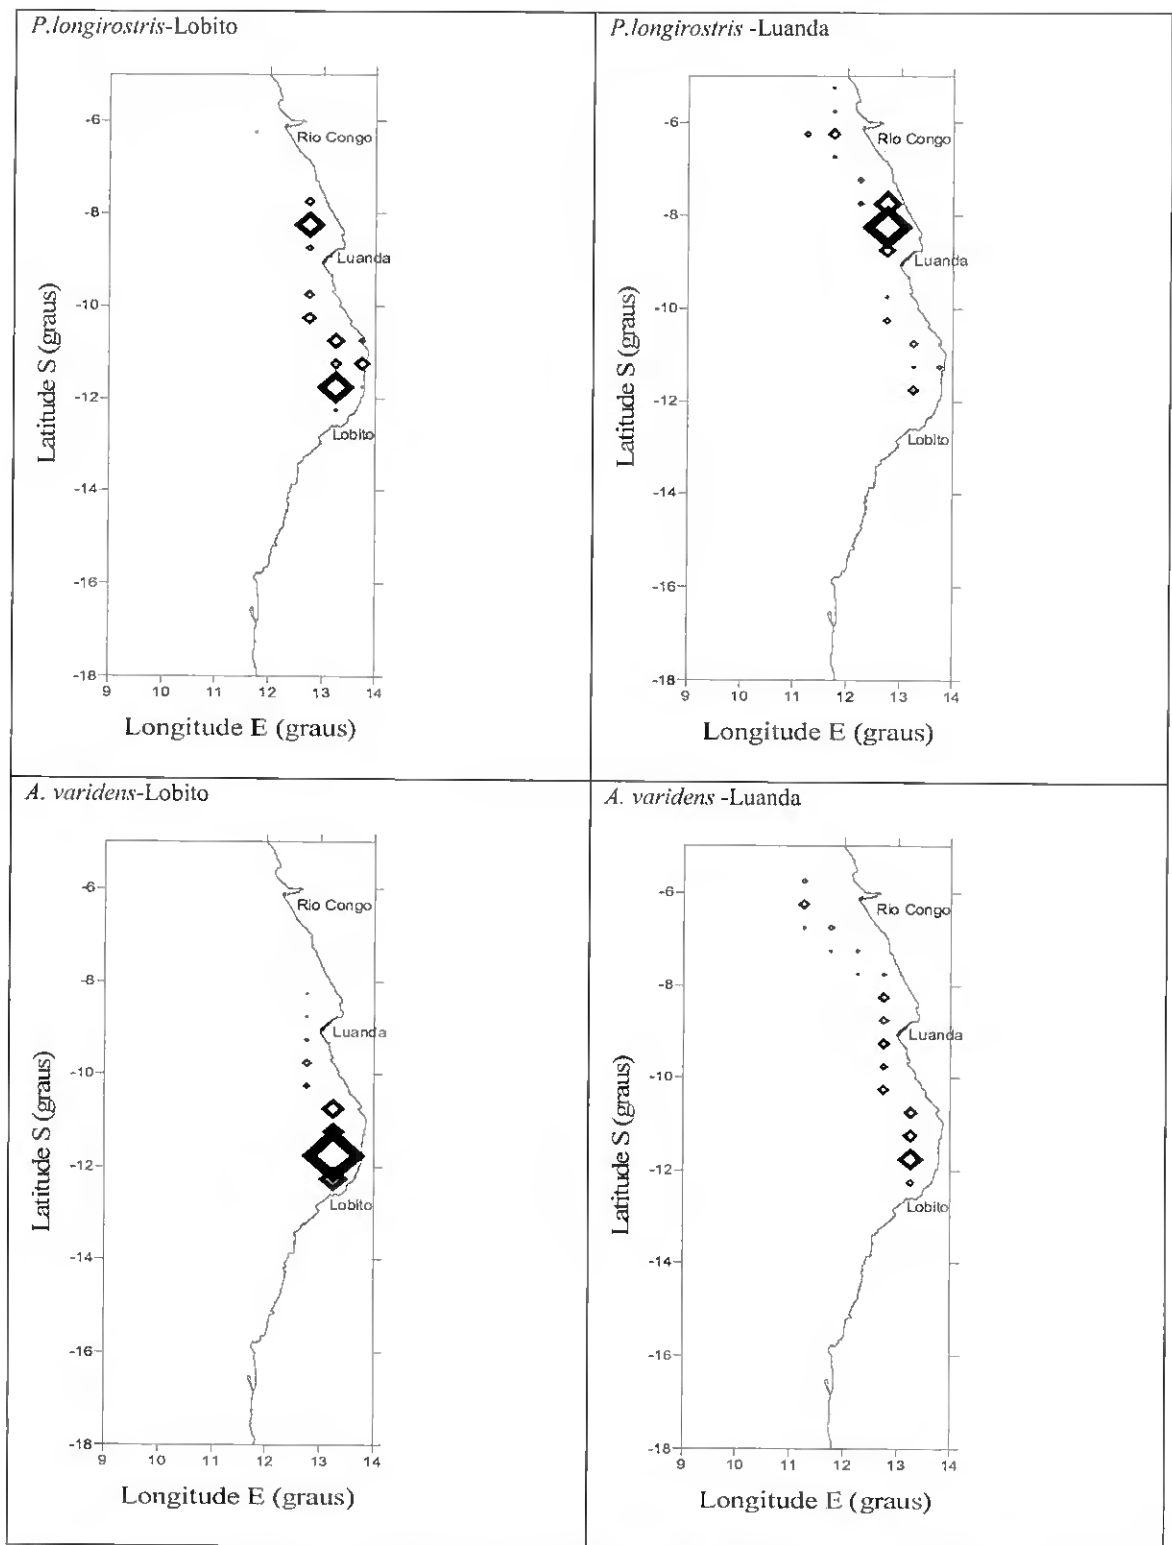 P.longirostris-Lobito
-6
-8
-10
-12
-14
-16
-18
Rio Congo
Luanda
Lobito
9 10 11 12 13 14
Latitude S (graus)
Longitude E (graus)
P.longirostris -Luanda
-6
-8
-10
-12
-14
-16
-18
Rio Congo
Luanda
Lobito
9 10 11 12 13 14
Latitude S (graus)
Longitude E (graus)
A. varidens-Lobito
-6
-8
-10
-12
-14
-16
-18
Rio Congo
Luanda
Lobito
9 10 11 12 13 14
Latitude S (graus)
Longitude E (graus)
A. varidens -Luanda
-6
-8
-10
-12
-14
-16
-18
Rio Congo
Luanda
Lobito
9 10 11 12 13 14
Latitude S (graus)
Longitude E (graus)